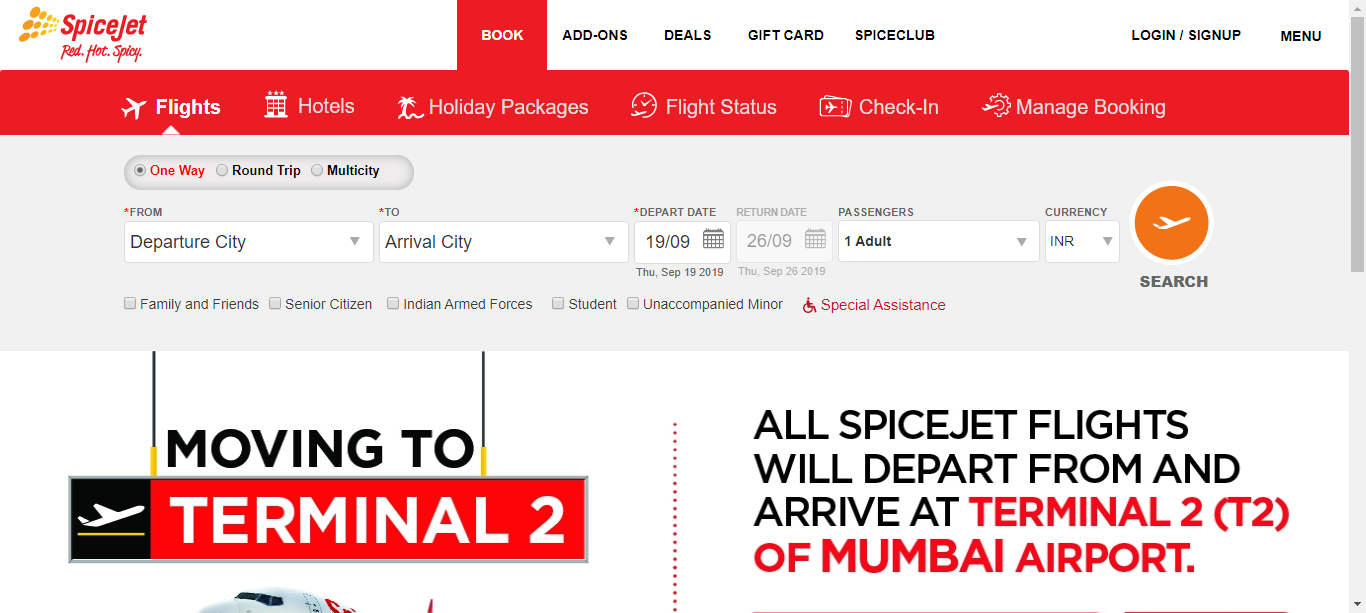 SpiceJet
Red. Hot. Spicy.
BOOK ADD-ONS DEALS GIFT CARD SPICECLUB LOGIN / SIGNUP MENU
Flights Hotels Holiday Packages Flight Status Check-In Manage Booking
One Way Round Trip Multicity
*FROM *TO *DEPART DATE RETURN DATE PASSENGERS CURRENCY
Departure City Arrival City 19/09 26/09 1 Adult INR
Thu, Sep 19 2019 Thu, Sep 26 2019
SEARCH
Family and Friends Senior Citizen Indian Armed Forces Student Unaccompanied Minor Special Assistance
MOVING TO
TERMINAL 2
ALL SPICEJET FLIGHTS
WILL DEPART FROM AND
ARRIVE AT TERMINAL 2 (T2)
OF MUMBAI AIRPORT.